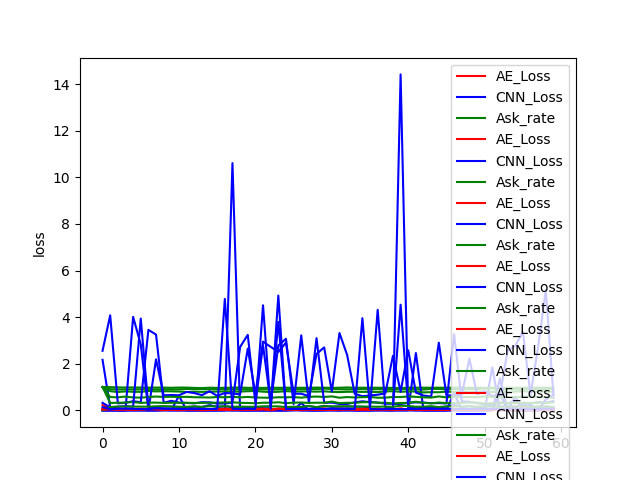 14
12
10
8
6
4
2
0
loss
0
10
20
30
40
50
60
AE_Loss
CNN_Loss
Ask_rate
AE_Loss
CNN_Loss
Ask_rate
AE_Loss
CNN_Loss
Ask_rate
AE_Loss
CNN_Loss
Ask_rate
AE_Loss
CNN_Loss
Ask_rate
AE_Loss
CNN_Loss
Ask_rate
AE_Loss
CNN_Loss